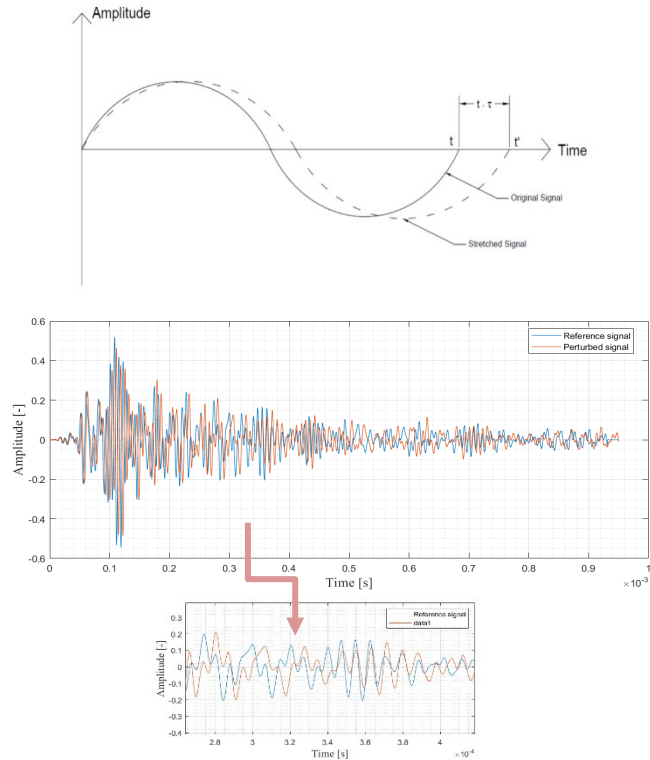 Amplitude
t - τ
t
t'
Time
Original Signal
Stretched Signal
0.6
0.4
0.2
0
-0.2
-0.4
-0.6
Amplitude [-]
Reference signal
Perturbed signal
0 0.1 0.2 0.3 0.4 0.5 0.6 0.7 0.8 0.9 1
Time [s]
×10⁻³
0.3
0.2
0.1
0
-0.1
-0.2
-0.3
-0.4
Amplitude [-]
Reference signal
data1
2.8 3 3.2 3.4 3.6 3.8 4
Time [s]